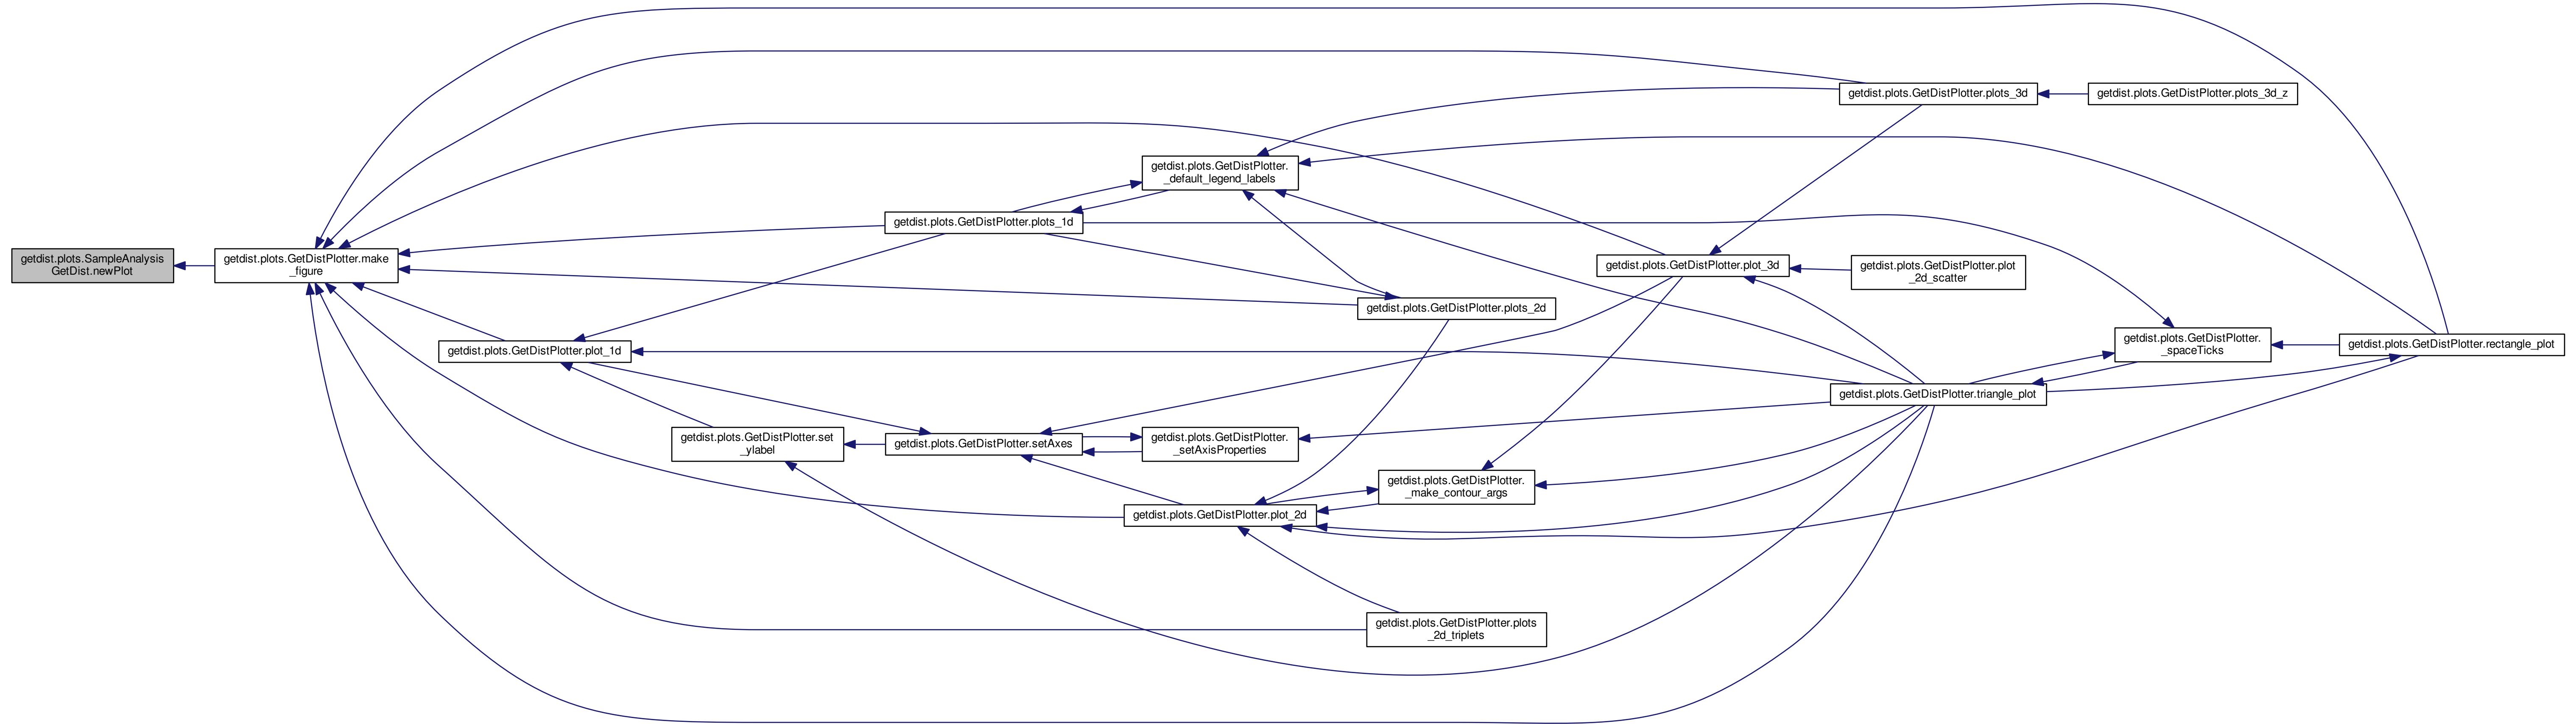 getdist.plots.SampleAnalysis
GetDist.newPlot
getdist.plots.GetDistPlotter.make
_figure
getdist.plots.GetDistPlotter.plot_1d
getdist.plots.GetDistPlotter.set
_ylabel
getdist.plots.GetDistPlotter.plots_1d
getdist.plots.GetDistPlotter.setAxes
getdist.plots.GetDistPlotter.
_default_legend_labels
getdist.plots.GetDistPlotter.
_setAxisProperties
getdist.plots.GetDistPlotter.plot_2d
getdist.plots.GetDistPlotter.plots_2d
getdist.plots.GetDistPlotter.
_make_contour_args
getdist.plots.GetDistPlotter.plots
_2d_triplets
getdist.plots.GetDistPlotter.plot_3d
getdist.plots.GetDistPlotter.plots_3d
getdist.plots.GetDistPlotter.plot
_2d_scatter
getdist.plots.GetDistPlotter.triangle_plot
getdist.plots.GetDistPlotter.plots_3d_z
getdist.plots.GetDistPlotter.
_spaceTicks
getdist.plots.GetDistPlotter.rectangle_plot